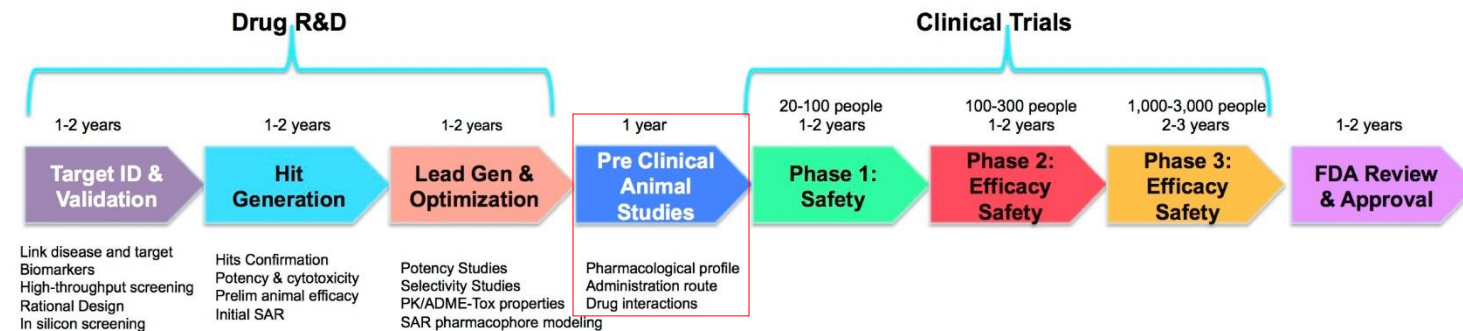 Drug R&D
Clinical Trials
1-2 years
1-2 years
1-2 years
1 year
20-100 people
1-2 years
100-300 people
1-2 years
1,000-3,000 people
2-3 years
1-2 years
Target ID &
Validation
Hit
Generation
Lead Gen &
Optimization
Pre Clinical
Animal
Studies
Phase 1:
Safety
Phase 2:
Efficacy
Safety
Phase 3:
Efficacy
Safety
FDA Review
& Approval
Link disease and target
Biomarkers
High-throughput screening
Rational Design
In silicon screening
Hits Confirmation
Potency & cytotoxicity
Prelim animal efficacy
Initial SAR
Potency Studies
Selectivity Studies
PK/ADME-Tox properties
SAR pharmacophore modeling
Pharmacological profile
Administration route
Drug interactions